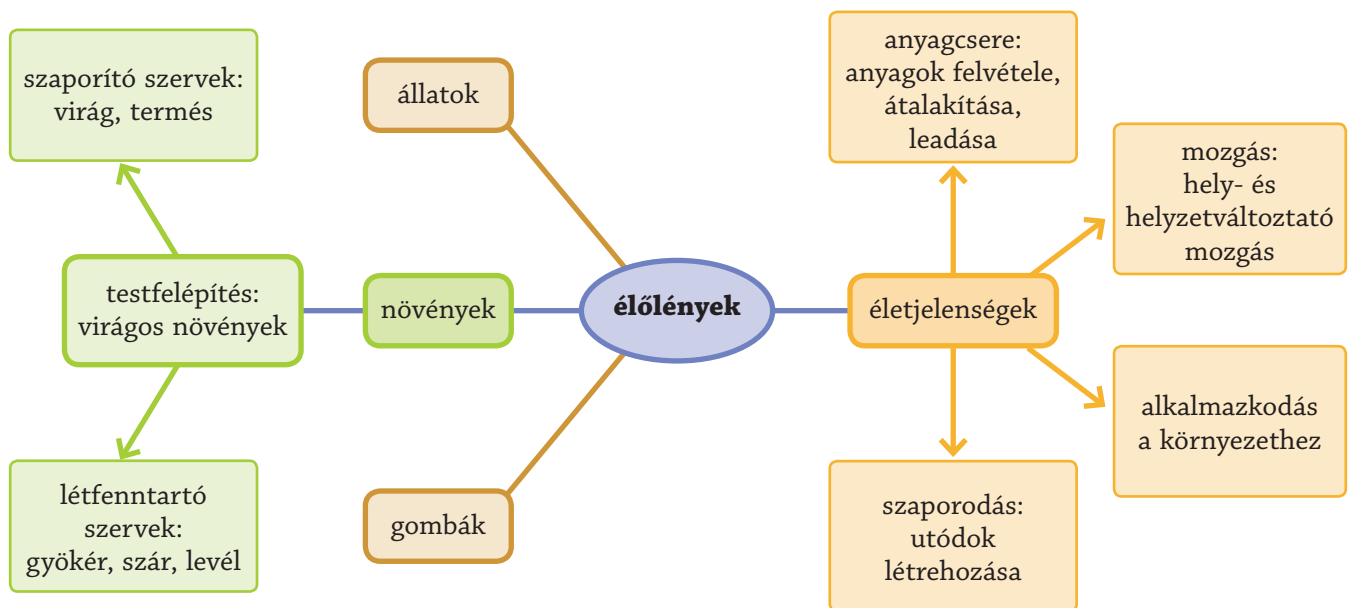 szaporító szervek:
virág, termés
testfelépítés:
virágos növények
létfenntartó
szervek:
gyökér, szár, levél
állatok
növények
gombák
élőlények
életjelenségek
anyagcsere:
anyagok felvétele,
átalakítása,
leadása
mozgás:
hely- és
helyzetváltoztató
mozgás
alkalmazkodás
a környezethez
szaporodás:
utódok
létrehozása